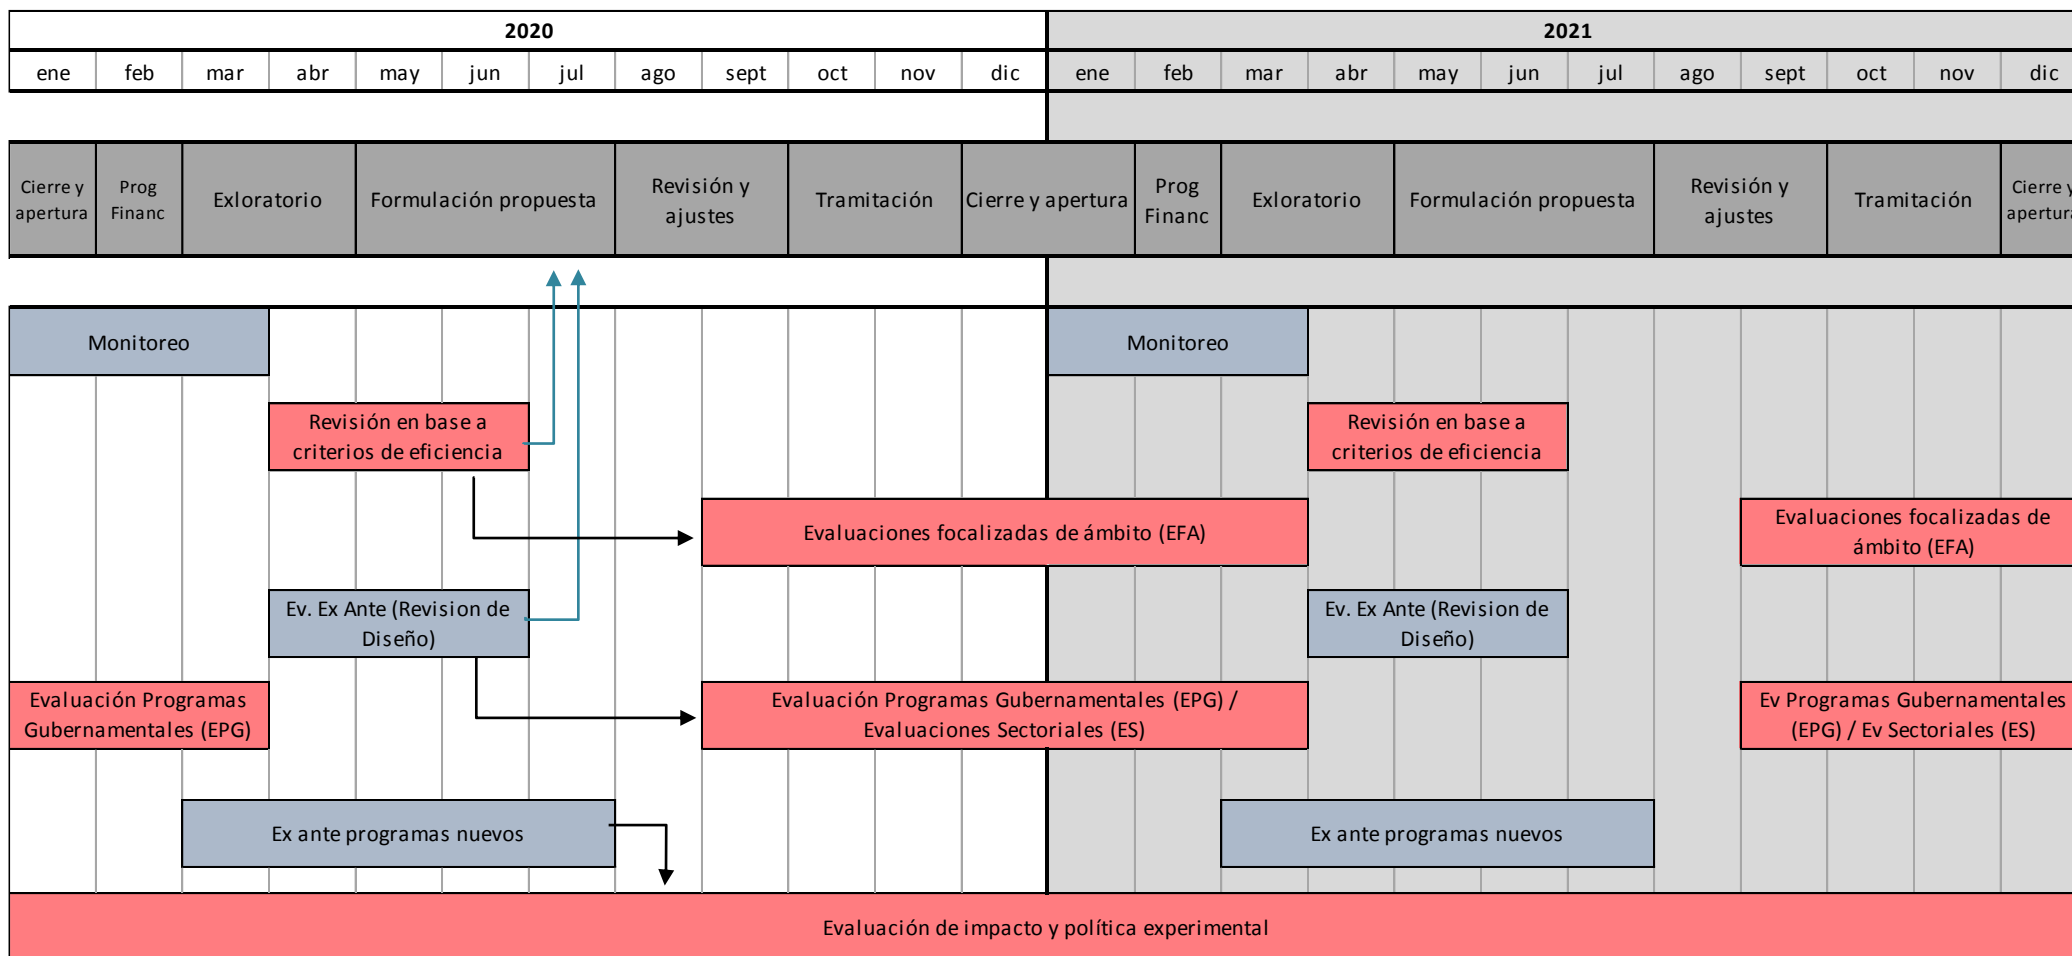 2020 2021
ene feb mar abr may jun jul ago sept oct nov dic ene feb mar abr may jun jul ago sept oct nov dic
Cierre y
apertura
Prog
Financ
Exloratorio
Formulación propuesta
Revisión y
ajustes
Tramitación
Cierre y apertura
Prog
Financ
Exloratorio
Formulación propuesta
Revisión y
ajustes
Tramitación
Cierre y
apertura
Monitoreo
Monitoreo
Revisión en base a
criterios de eficiencia
Revisión en base a
criterios de eficiencia
Evaluaciones focalizadas de ámbito (EFA)
Evaluaciones focalizadas de
ámbito (EFA)
Ev. Ex Ante (Revision de
Diseño)
Ev. Ex Ante (Revision de
Diseño)
Evaluación Programas
Gubernamentales (EPG)
Evaluación Programas Gubernamentales (EPG) /
Evaluaciones Sectoriales (ES)
Ev Programas Gubernamentales
(EPG) / Ev Sectoriales (ES)
Ex ante programas nuevos
Ex ante programas nuevos
Evaluación de impacto y política experimental